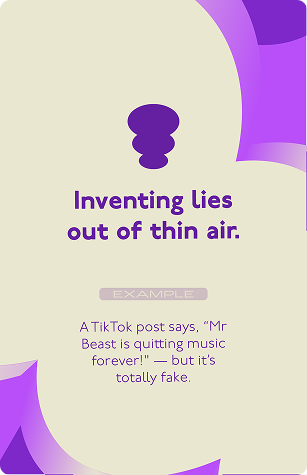 Inventing lies
out of thin air.
EXAMPLE
A TikTok post says, “Mr
Beast is quitting music
forever!” — but it’s
totally fake.